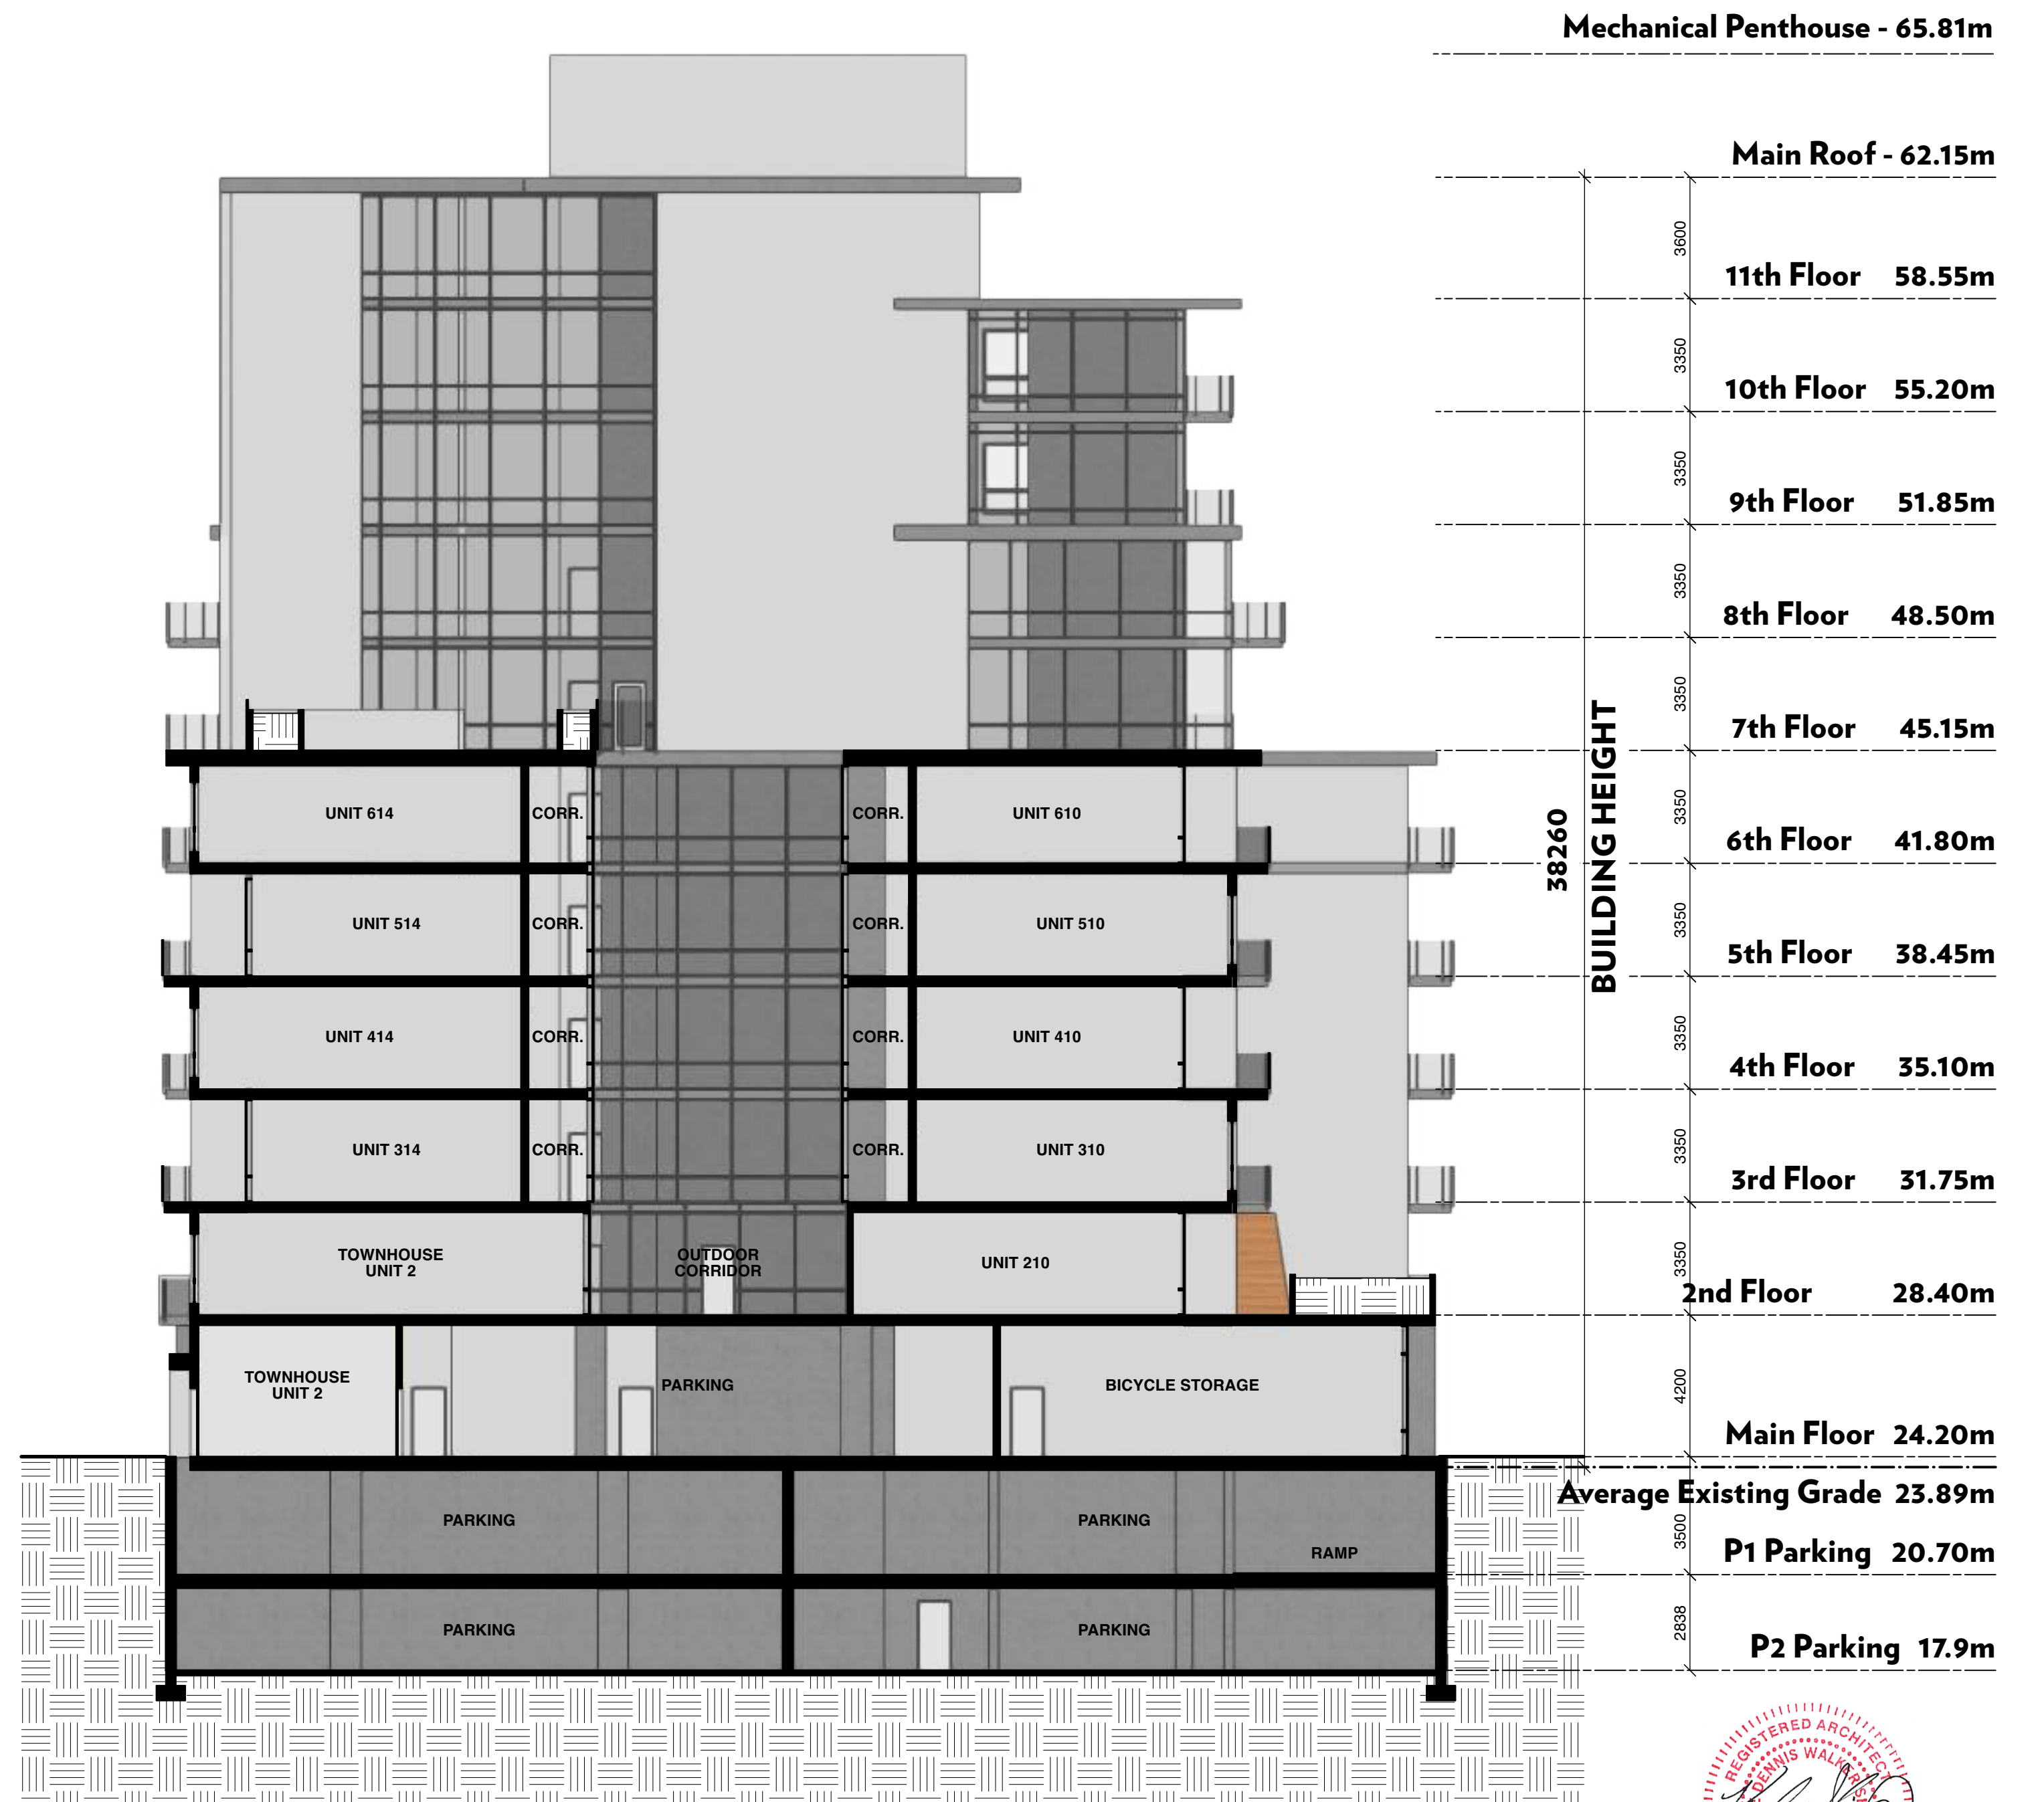 Mechanical Penthouse - 65.81m
Main Roof - 62.15m
3600
11th Floor 58.55m
3350
10th Floor 55.20m
3350
9th Floor 51.85m
3350
8th Floor 48.50m
3350
7th Floor 45.15m
UNIT 614 CORR. CORR. UNIT 610
3350
6th Floor 41.80m
38260
BUILDING HEIGHT
UNIT 514 CORR. CORR. UNIT 510
3350
5th Floor 38.45m
UNIT 414 CORR. CORR. UNIT 410
3350
4th Floor 35.10m
UNIT 314 CORR. CORR. UNIT 310
3350
3rd Floor 31.75m
TOWNHOUSE
UNIT 2
OUTDOOR
CORRIDOR
UNIT 210
3350
2nd Floor 28.40m
TOWNHOUSE
UNIT 2
PARKING
BICYCLE STORAGE
4200
Main Floor 24.20m
Average Existing Grade 23.89m
PARKING PARKING
3500
RAMP
P1 Parking 20.70m
PARKING PARKING
2838
P2 Parking 17.9m
REGISTERED ARCHITECT
DENNIS WALKER